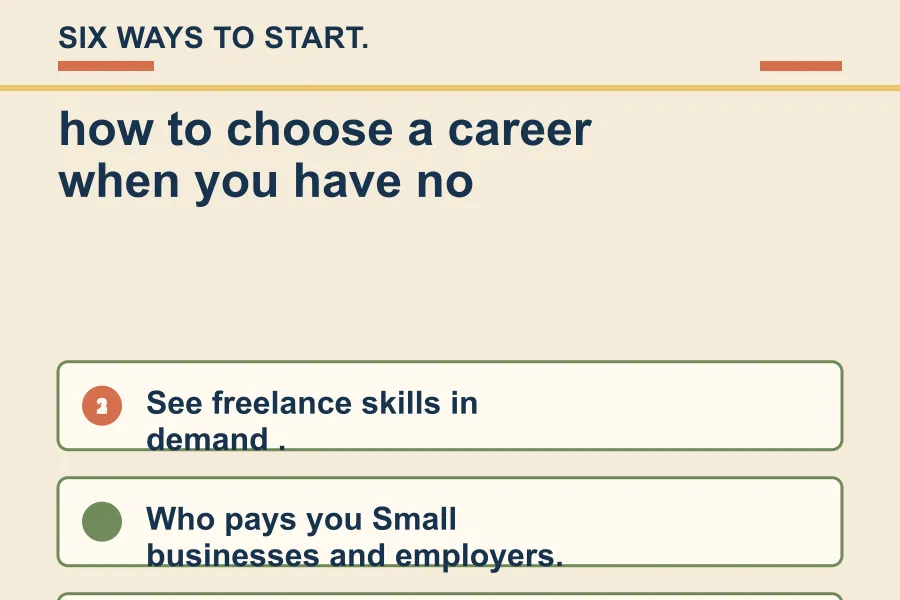 SIX WAYS TO START.
how to choose a career
when you have no
See freelance skills in
demand .
Who pays you Small
businesses and employers.